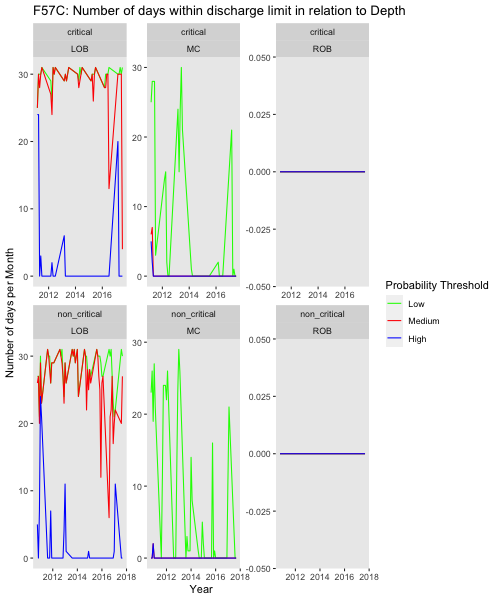 F57C: Number of days within discharge limit in relation to Depth
critical
LOB
critical
MC
critical
ROB
30
20
10
0
2012 2014 2016
30
20
10
0
2012 2014 2016
0.050
0.025
0.000
-0.025
-0.050
2012 2014 2016
non_critical
LOB
non_critical
MC
non_critical
ROB
30
20
10
0
2012 2014 2016 2018
30
20
10
0
2012 2014 2016 2018
0.050
0.025
0.000
-0.025
-0.050
2012 2014 2016 2018
Number of days per Month
Year
Probability Threshold
Low
Medium
High